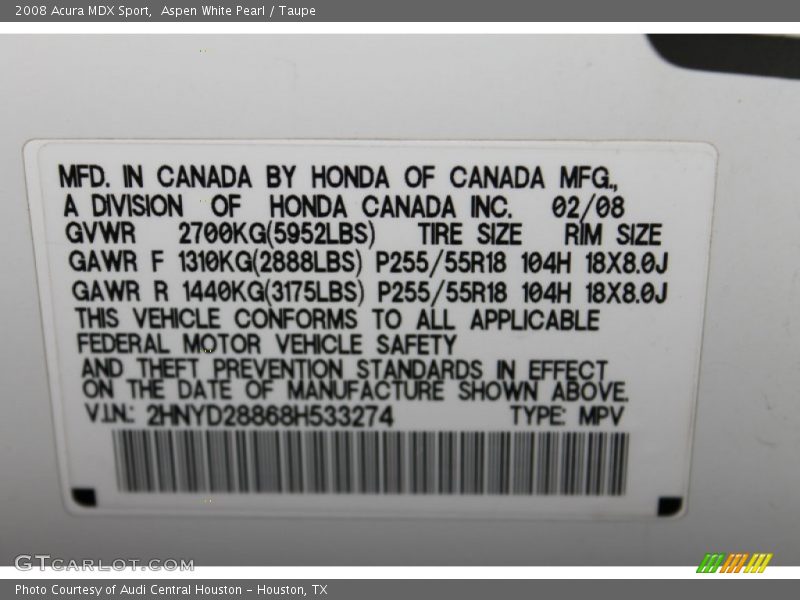 2008 Acura MDX Sport,  Aspen White Pearl / Taupe
MFD. IN CANADA BY HONDA OF CANADA MFG.,
A DIVISION OF HONDA CANADA INC. 02/08
GVWR 2700KG(5952LBS) TIRE SIZE RIM SIZE
GAWR F 1310KG(2888LBS) P255/55R18 104H 18X8.0J
GAWR R 1440KG(3175LBS) P255/55R18 104H 18X8.0J
THIS VEHICLE CONFORMS TO ALL APPLICABLE
FEDERAL MOTOR VEHICLE SAFETY
AND THEFT PREVENTION STANDARDS IN EFFECT
ON THE DATE OF MANUFACTURE SHOWN ABOVE.
V.I.N.: 2HNYD28868H533274 TYPE: MPV
GTCARLOT.COM
Photo Courtesy of Audi Central Houston - Houston, TX